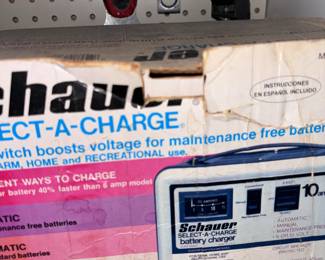 chauer
INSTRUCCIONES
EN ESPAÑOL INCLUIDO
ECT-A-CHARGE
witch boosts voltage for maintenance free batter
ARM, HOME and RECREATIONAL use.
ENT WAYS TO CHARGE
r battery 40% faster than 6 amp model
ATIC
nance free batteries
MATIC
dard batteries
Schauer
SELECT-A-CHARGE
battery charger
10
AUTOMATIC
MANUAL